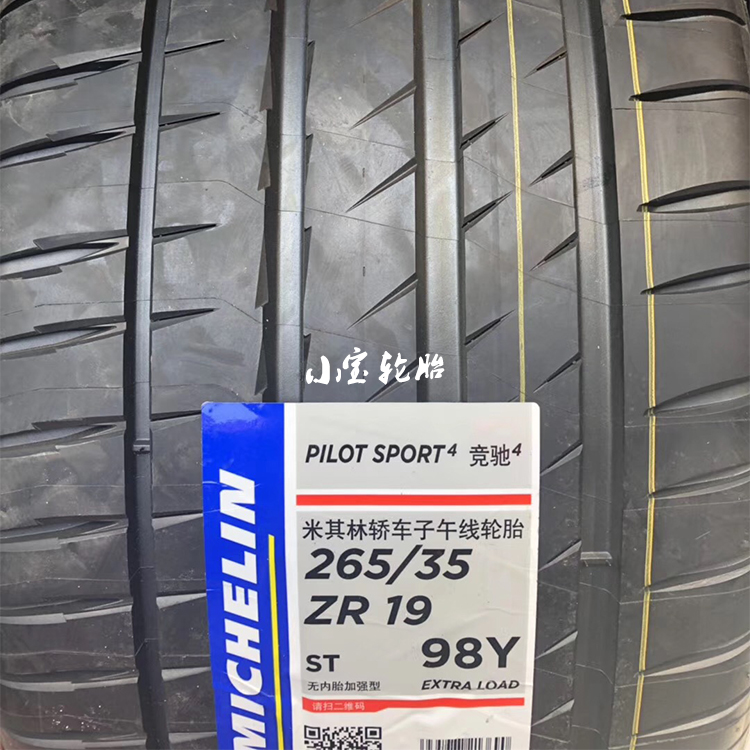 小宝轮胎
MICHELIN
PILOT SPORT⁴ 竞驰⁴
米其林轿车子午线轮胎
265/35
ZR 19
ST
98Y
无内胎加强型
EXTRA LOAD
请扫二维码